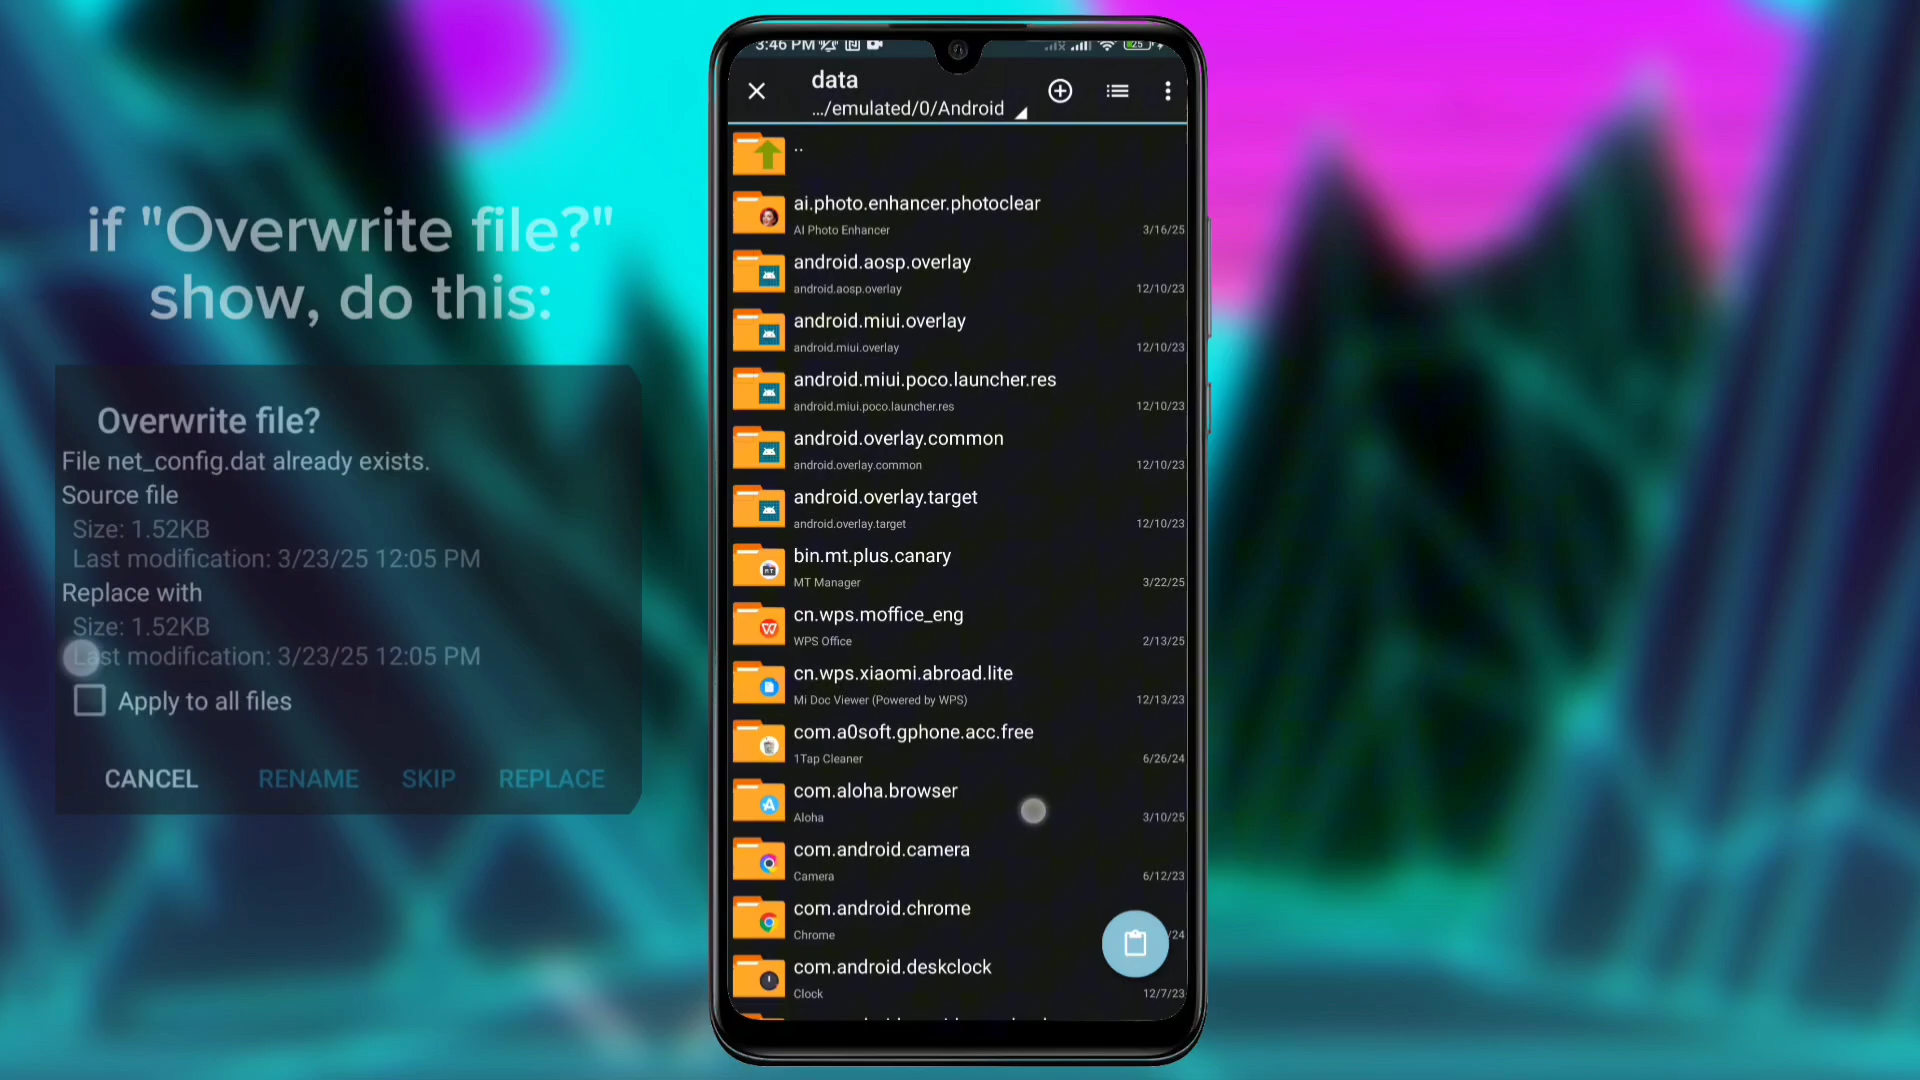 if "Overwrite file?"
show, do this:
Overwrite file?
File net_config.dat already exists.
Source file
Size: 1.52KB
Last modification: 3/23/25 12:05 PM
Replace with
Size: 1.52KB
Last modification: 3/23/25 12:05 PM
Apply to all files
CANCEL RENAME SKIP REPLACE
3:46 PM
25
data
.../emulated/0/Android
..
ai.photo.enhancer.photoclear
AI Photo Enhancer 3/16/25
android.aosp.overlay
android.aosp.overlay 12/10/23
android.miui.overlay
android.miui.overlay 12/10/23
android.miui.poco.launcher.res
android.miui.poco.launcher.res 12/10/23
android.overlay.common
android.overlay.common 12/10/23
android.overlay.target
android.overlay.target 12/10/23
bin.mt.plus.canary
MT Manager 3/22/25
cn.wps.moffice_eng
WPS Office 2/13/25
cn.wps.xiaomi.abroad.lite
Mi Doc Viewer (Powered by WPS) 12/13/23
com.a0soft.gphone.acc.free
1Tap Cleaner 6/26/24
com.aloha.browser
Aloha 3/10/25
com.android.camera
Camera 6/12/23
com.android.chrome
Chrome /24
com.android.deskclock
Clock 12/7/23